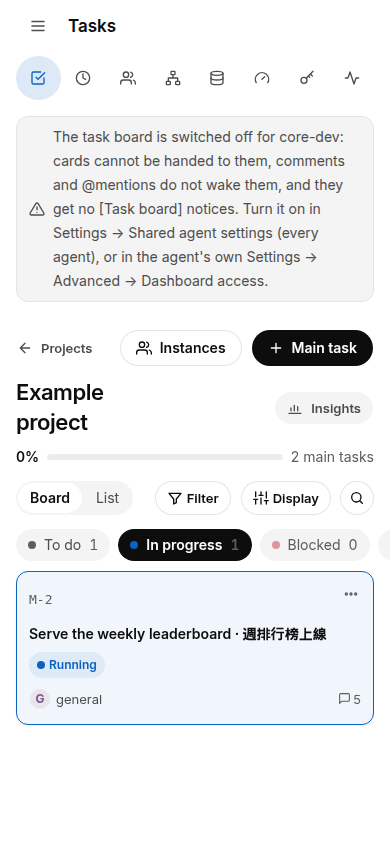 Tasks
The task board is switched off for core-dev:
cards cannot be handed to them, comments
and @mentions do not wake them, and they
get no [Task board] notices. Turn it on in
Settings → Shared agent settings (every
agent), or in the agent's own Settings →
Advanced → Dashboard access.
Projects
Instances
Main task
Example
project
Insights
0%
2 main tasks
Board
List
Filter
Display
To do 1
In progress 1
Blocked 0
M-2
Serve the weekly leaderboard · 週排行榜上線
Running
G general
5